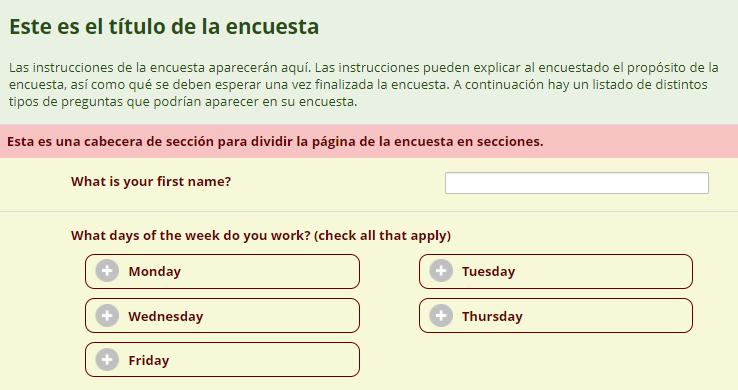 Este es el título de la encuesta
Las instrucciones de la encuesta aparecerán aquí. Las instrucciones pueden explicar al encuestado el propósito de la
encuesta, así como qué se deben esperar una vez finalizada la encuesta. A continuación hay un listado de distintos
tipos de preguntas que podrían aparecer en su encuesta.
Esta es una cabecera de sección para dividir la página de la encuesta en secciones.
What is your first name?
What days of the week do you work? (check all that apply)
Monday
Tuesday
Wednesday
Thursday
Friday